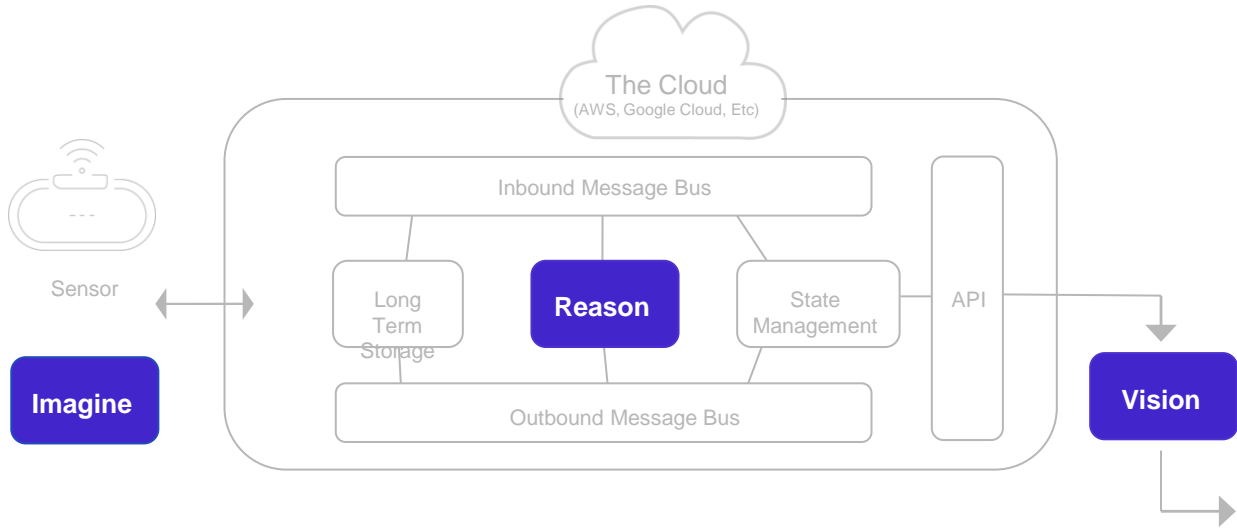 The Cloud
(AWS, Google Cloud, Etc)
Inbound Message Bus
Sensor
Long
Term
Storage
Reason
State
Management
API
Imagine
Vision
Outbound Message Bus